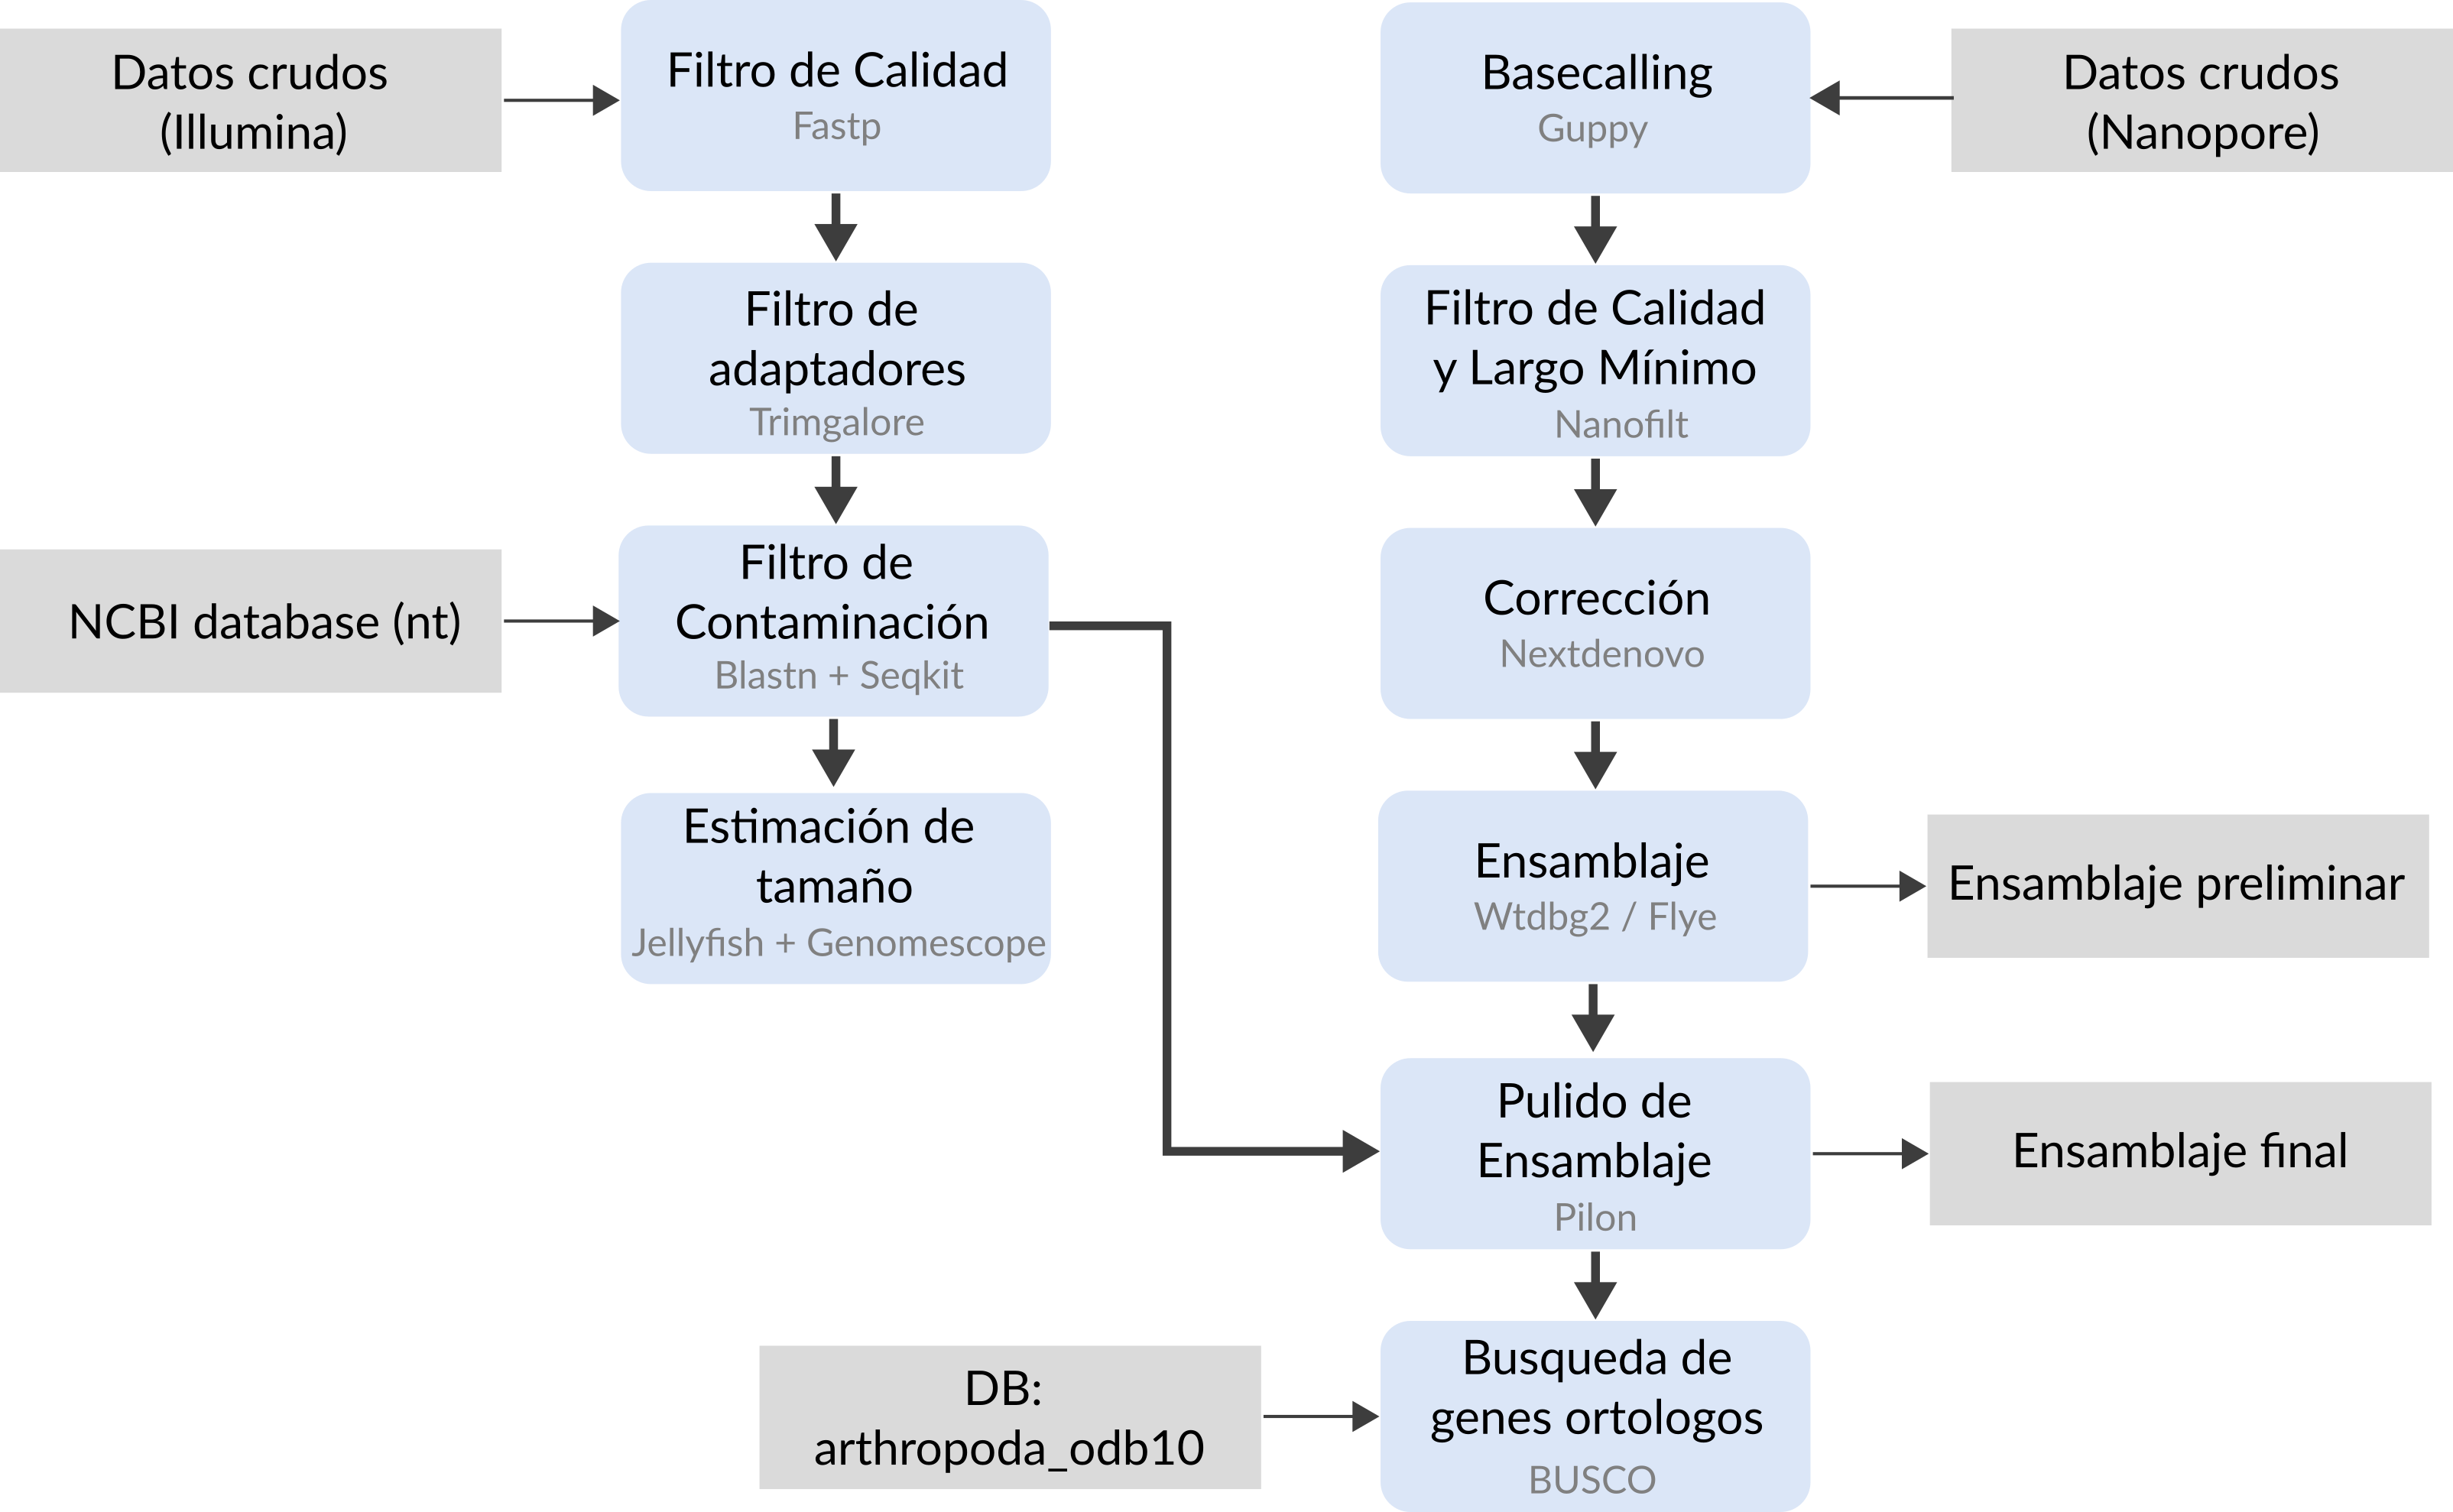 Datos crudos
(Illumina)
Filtro de Calidad
Fastp
Basecalling
Guppy
Datos crudos
(Nanopore)
Filtro de
adaptadores
Trimgalore
Filtro de Calidad
y Largo Mínimo
Nanofilt
NCBI database (nt)
Filtro de
Contaminación
Blastn + Seqkit
Corrección
Nextdenovo
Estimación de
tamaño
Jellyfish + Genomescope
Ensamblaje
Wtdbg2 / Flye
Ensamblaje preliminar
Pulido de
Ensamblaje
Pilon
Ensamblaje final
DB:
arthropoda_odb10
Busqueda de
genes ortologos
BUSCO